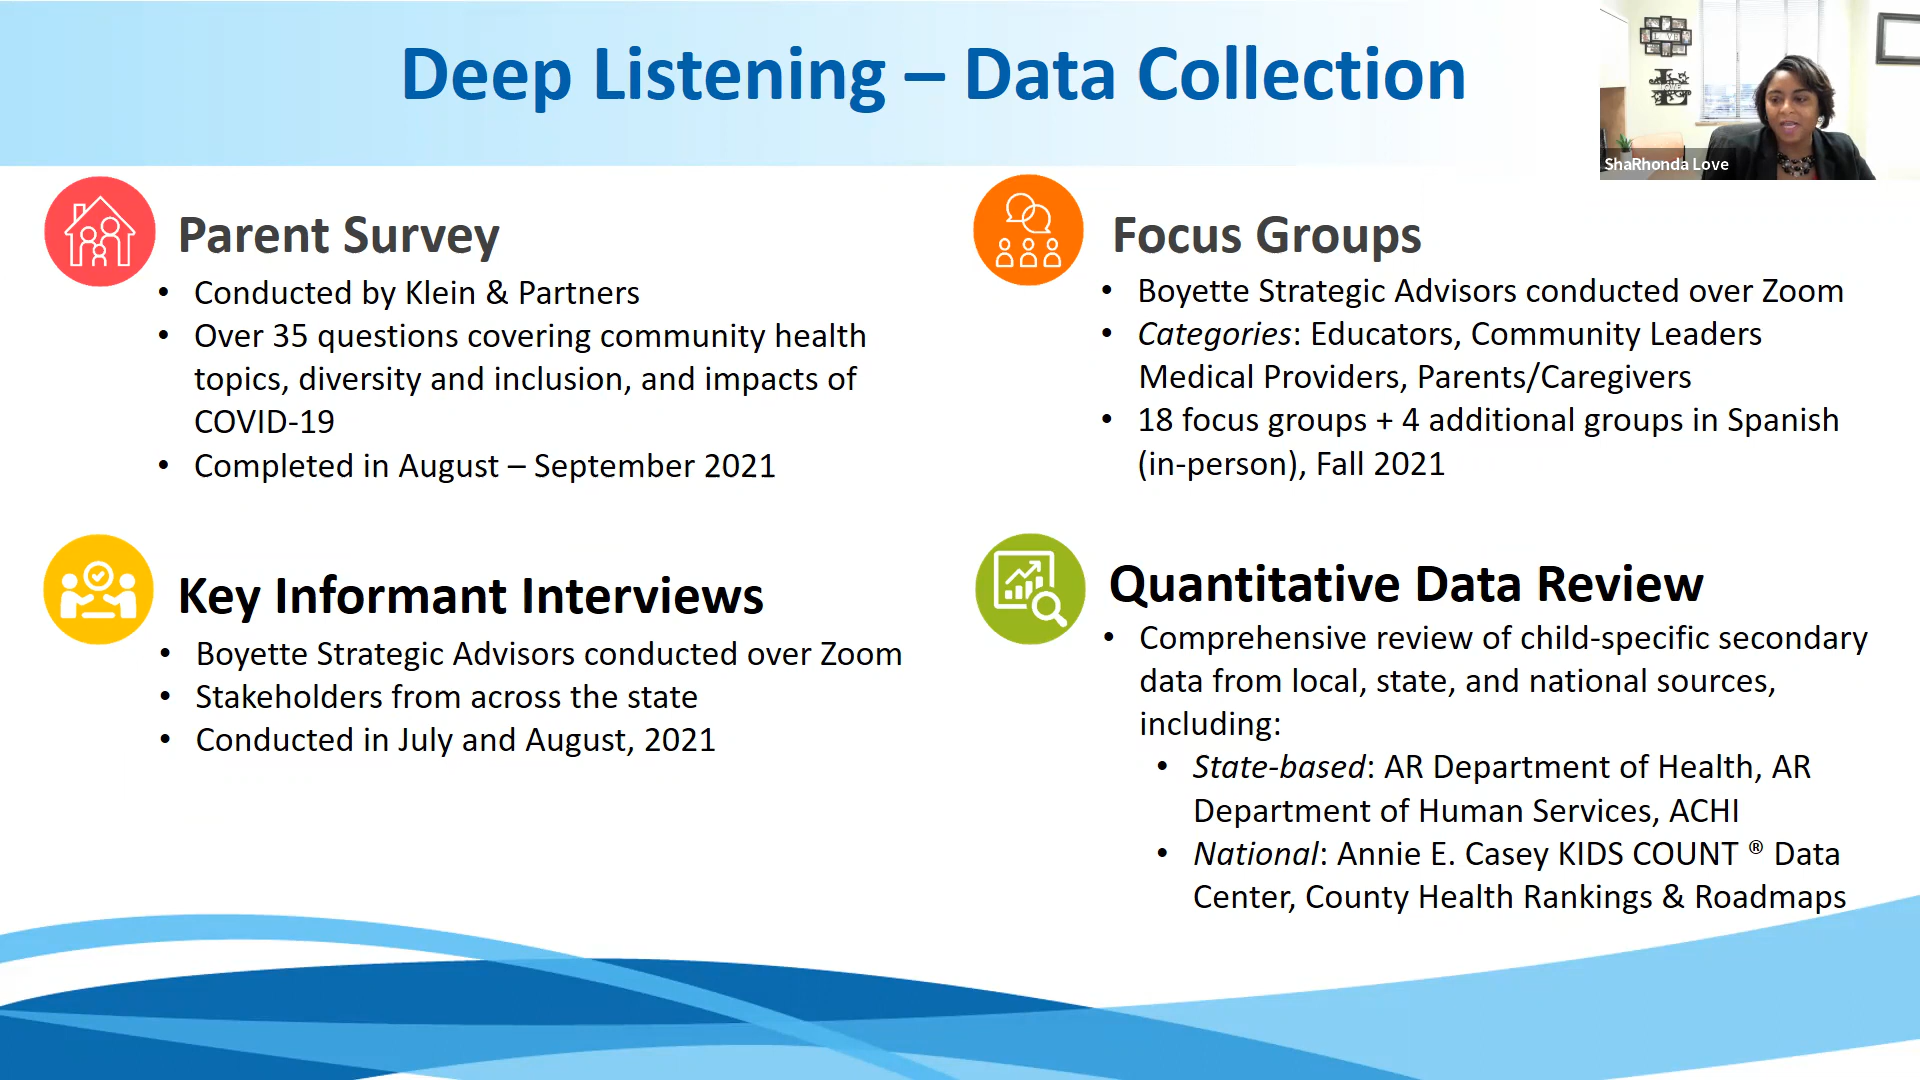 Deep Listening – Data Collection
ShaRhonda Love
Parent Survey
• Conducted by Klein & Partners
• Over 35 questions covering community health
topics, diversity and inclusion, and impacts of
COVID-19
• Completed in August – September 2021
Focus Groups
• Boyette Strategic Advisors conducted over Zoom
• Categories: Educators, Community Leaders
Medical Providers, Parents/Caregivers
• 18 focus groups + 4 additional groups in Spanish
(in-person), Fall 2021
Key Informant Interviews
• Boyette Strategic Advisors conducted over Zoom
• Stakeholders from across the state
• Conducted in July and August, 2021
Quantitative Data Review
• Comprehensive review of child-specific secondary
data from local, state, and national sources,
including:
• State-based: AR Department of Health, AR
Department of Human Services, ACHI
• National: Annie E. Casey KIDS COUNT ® Data
Center, County Health Rankings & Roadmaps